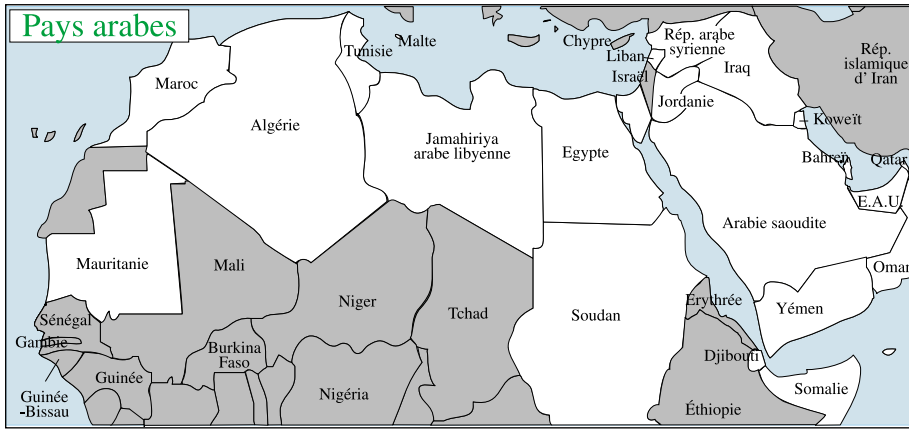 Pays arabes
Malte
Chypre
Rép. arabe
syrienne
Rép.
islamique
d' Iran
Tunisie
Liban
Israël
Iraq
Maroc
Jordanie
Koweït
Algérie
Jamahiriya
arabe libyenne
Egypte
Bahreïn
Qatar
E.A.U.
Arabie saoudite
Mauritanie
Mali
Oman
Niger
Tchad
Soudan
Erythrée
Yémen
Sénégal
Gambie
Burkina
Faso
Djibouti
Guinée
Guinée
-Bissau
Nigéria
Éthiopie
Somalie